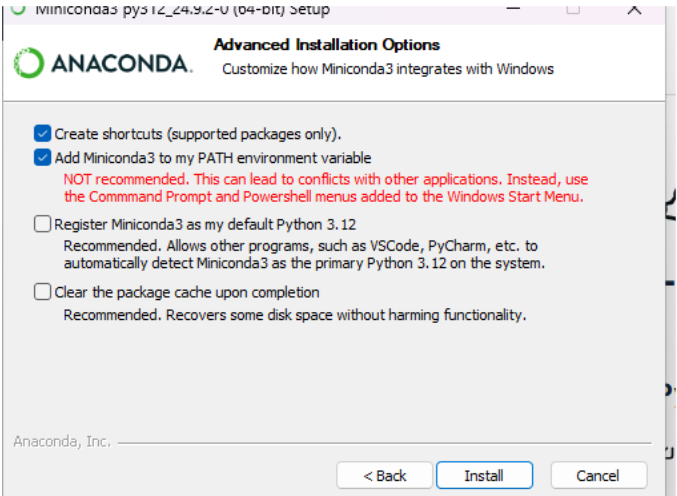 Miniconda3 py312_24.9.2-0 (64-bit) Setup
ANACONDA.
Advanced Installation Options
Customize how Miniconda3 integrates with Windows
Create shortcuts (supported packages only).
Add Miniconda3 to my PATH environment variable
NOT recommended. This can lead to conflicts with other applications. Instead, use
the Commmand Prompt and Powershell menus added to the Windows Start Menu.
Register Miniconda3 as my default Python 3.12
Recommended. Allows other programs, such as VSCode, PyCharm, etc. to
automatically detect Miniconda3 as the primary Python 3.12 on the system.
Clear the package cache upon completion
Recommended. Recovers some disk space without harming functionality.
Anaconda, Inc.
< Back
Install
Cancel